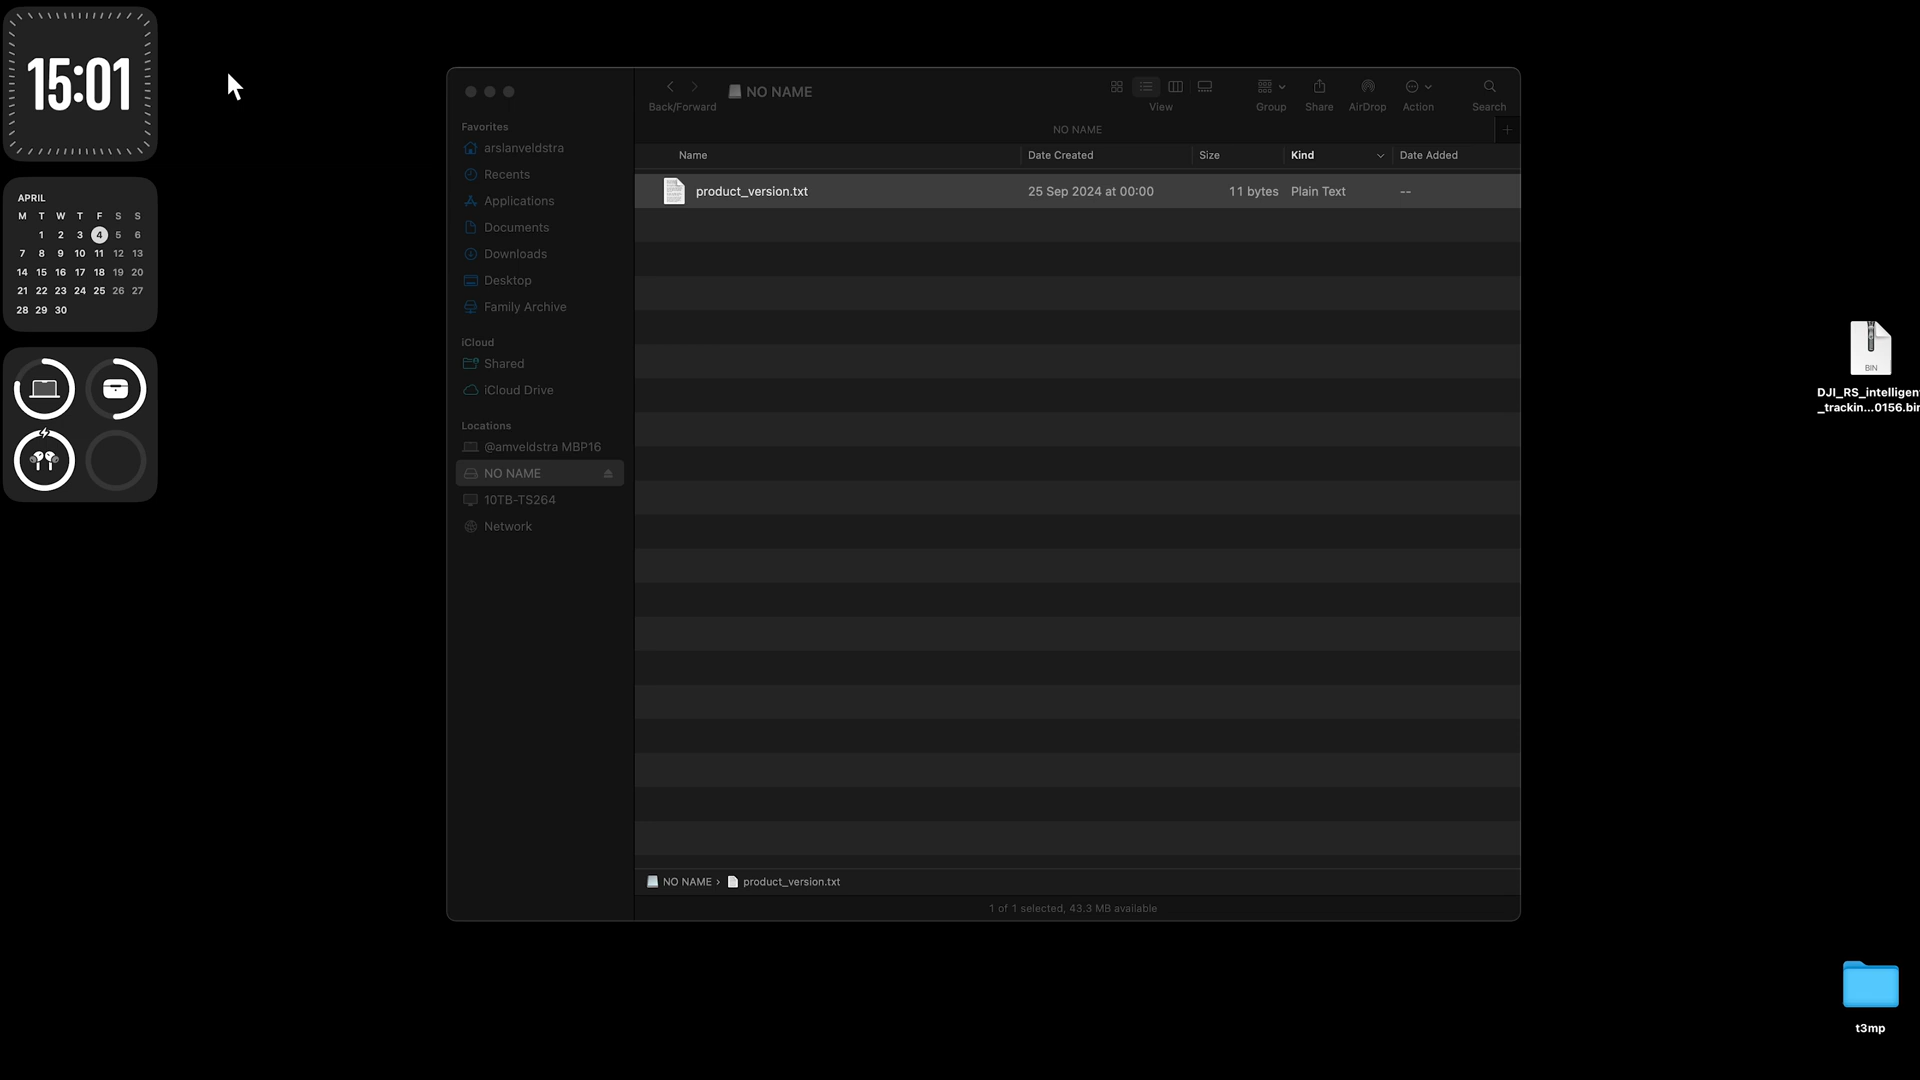 15:01
APRIL
M T W T F S S
1 2 3 4 5 6
7 8 9 10 11 12 13
14 15 16 17 18 19 20
21 22 23 24 25 26 27
28 29 30
Back/Forward
NO NAME
View
Group
Share
AirDrop
Action
Search
NO NAME
Favorites
arslanveldstra
Recents
Applications
Documents
Downloads
Desktop
Family Archive
iCloud
Shared
iCloud Drive
Locations
@amveldstra MBP16
NO NAME
10TB-TS264
Network
Name Date Created Size Kind Date Added
product_version.txt 25 Sep 2024 at 00:00 11 bytes Plain Text --
NO NAME › product_version.txt
1 of 1 selected, 43.3 MB available
BIN
DJI_RS_intelligen
_trackin...0156.bin
t3mp